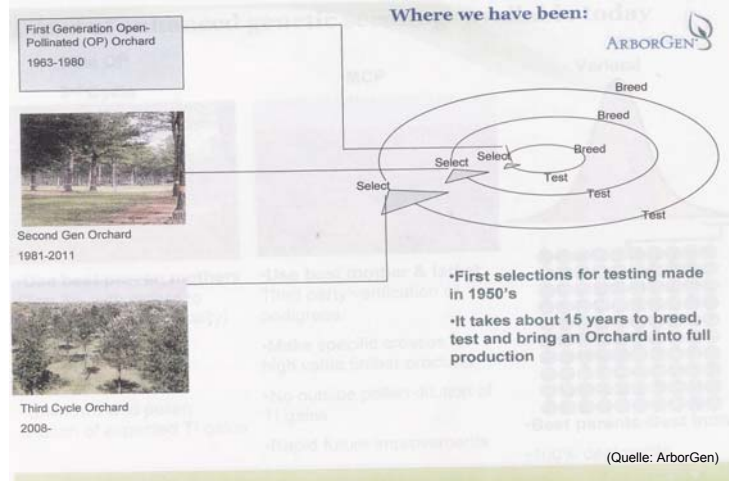 Where we have been:
ARBORGEN
First Generation Open-
Pollinated (OP) Orchard
1963-1980
Breed
Breed
Breed
Select
Select
Select
Test
Test
Test
Second Gen Orchard
1981-2011
•First selections for testing made
in 1950's
•It takes about 15 years to breed,
test and bring an Orchard into full
production
Third Cycle Orchard
2008-
(Quelle: ArborGen)